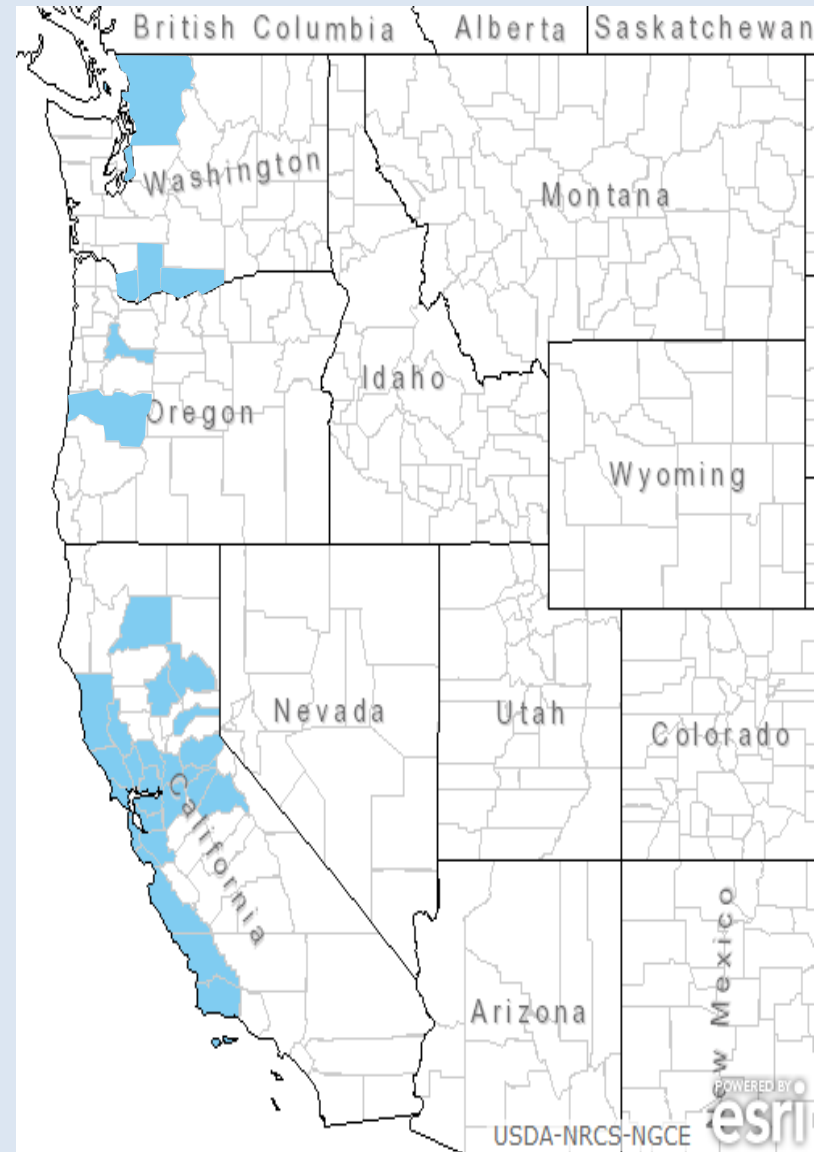 British Columbia
Alberta
Saskatchewan
Washington
Montana
Idaho
Oregon
Wyoming
Nevada
Utah
Colorado
California
Arizona
New Mexico
POWERED BY
esri
USDA-NRCS-NGCE